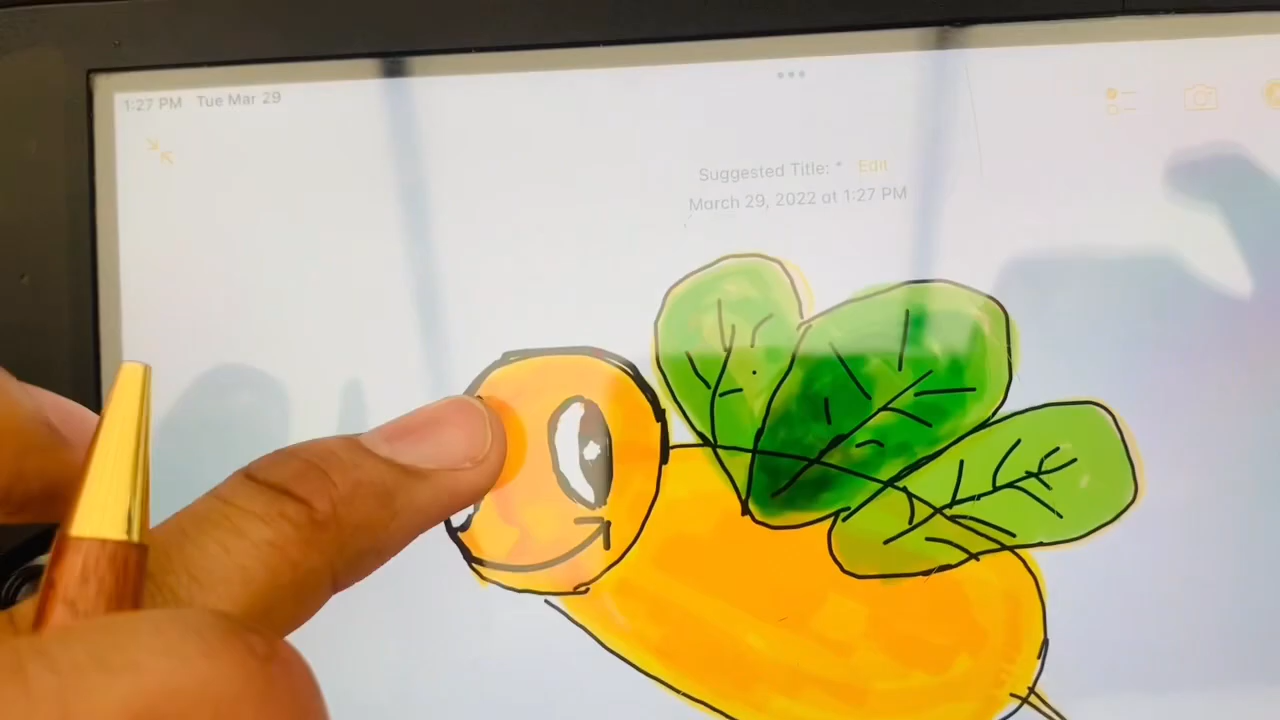 1:27 PM Tue Mar 29
Suggested Title: * Edit
March 29, 2022 at 1:27 PM